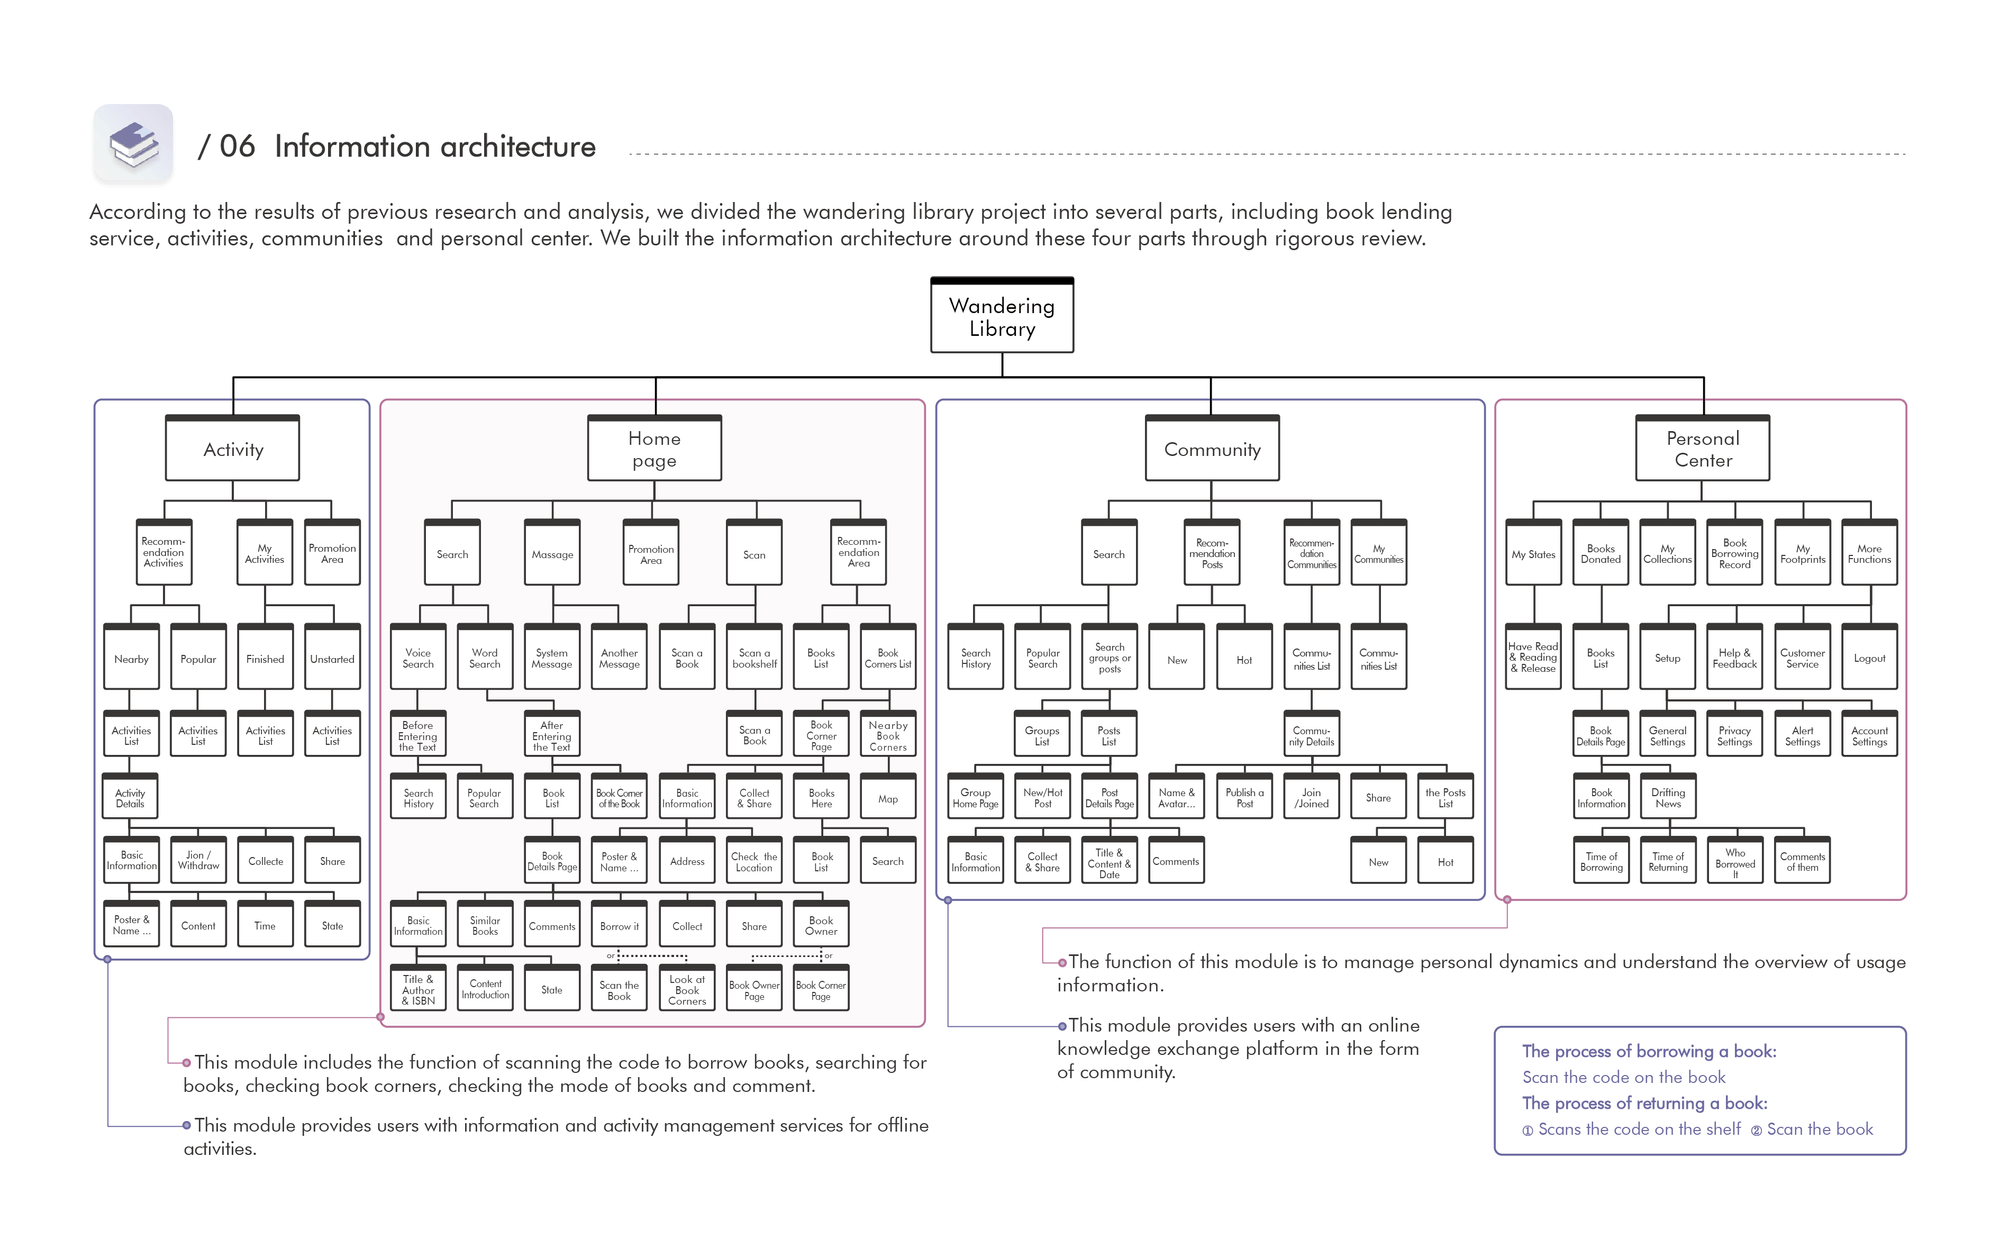 / 06 Information architecture
According to the results of previous research and analysis, we divided the wandering library project into several parts, including book lending
service, activities, communities and personal center. We built the information architecture around these four parts through rigorous review.
Wandering
Library
Activity
Home
page
Community
Personal
Center
Recomm-
endation
Activities
My
Activities
Promotion
Area
Search
Massage
Promotion
Area
Scan
Recomm-
endation
Area
Search
Recom-
mendation
Posts
Recommen-
dation
Communities
My
Communities
My States
Books
Donated
My
Collections
Book
Borrowing
Record
My
Footprints
More
Functions
Nearby
Popular
Finished
Unstarted
Voice
Search
Word
Search
System
Message
Another
Message
Scan a
Book
Scan a
bookshelf
Books
List
Book
Corners List
Search
History
Popular
Search
Search
groups or
posts
New
Hot
Commu-
nities List
Commu-
nities List
Have Read
& Reading
& Release
Books
List
Setup
Help &
Feedback
Customer
Service
Logout
Activities
List
Activities
List
Activities
List
Activities
List
Before
Entering
the Text
After
Entering
the Text
Scan a
Book
Book
Corner
Page
Nearby
Book
Corners
Groups
List
Posts
List
Commu-
nity Details
Book
Details Page
General
Settings
Privacy
Settings
Alert
Settings
Account
Settings
Activity
Details
Search
History
Popular
Search
Book
List
Book Corner
of the Book
Basic
Information
Collect
& Share
Books
Here
Map
Group
Home Page
New/Hot
Post
Post
Details Page
Name &
Avatar...
Publish a
Post
Join
/Joined
Share
the Posts
List
Book
Information
Drifting
News
Basic
Information
Jion /
Withdraw
Collecte
Share
Book
Details Page
Poster &
Name ...
Address
Check the
Location
Book
List
Search
Basic
Information
Collect
& Share
Title &
Content &
Date
Comments
New
Hot
Time of
Borrowing
Time of
Returning
Who
Borrowed
It
Comments
of them
Poster &
Name ...
Content
Time
State
Basic
Information
Similar
Books
Comments
Borrow it
Collect
Share
Book
Owner
or
or
Title &
Author
& ISBN
Content
Introduction
State
Scan the
Book
Look at
Book
Corners
Book Owner
Page
Book Corner
Page
The function of this module is to manage personal dynamics and understand the overview of usage
information.
This module provides users with an online
knowledge exchange platform in the form
of community.
This module includes the function of scanning the code to borrow books, searching for
books, checking book corners, checking the mode of books and comment.
This module provides users with information and activity management services for offline
activities.
The process of borrowing a book:
Scan the code on the book
The process of returning a book:
① Scans the code on the shelf ② Scan the book